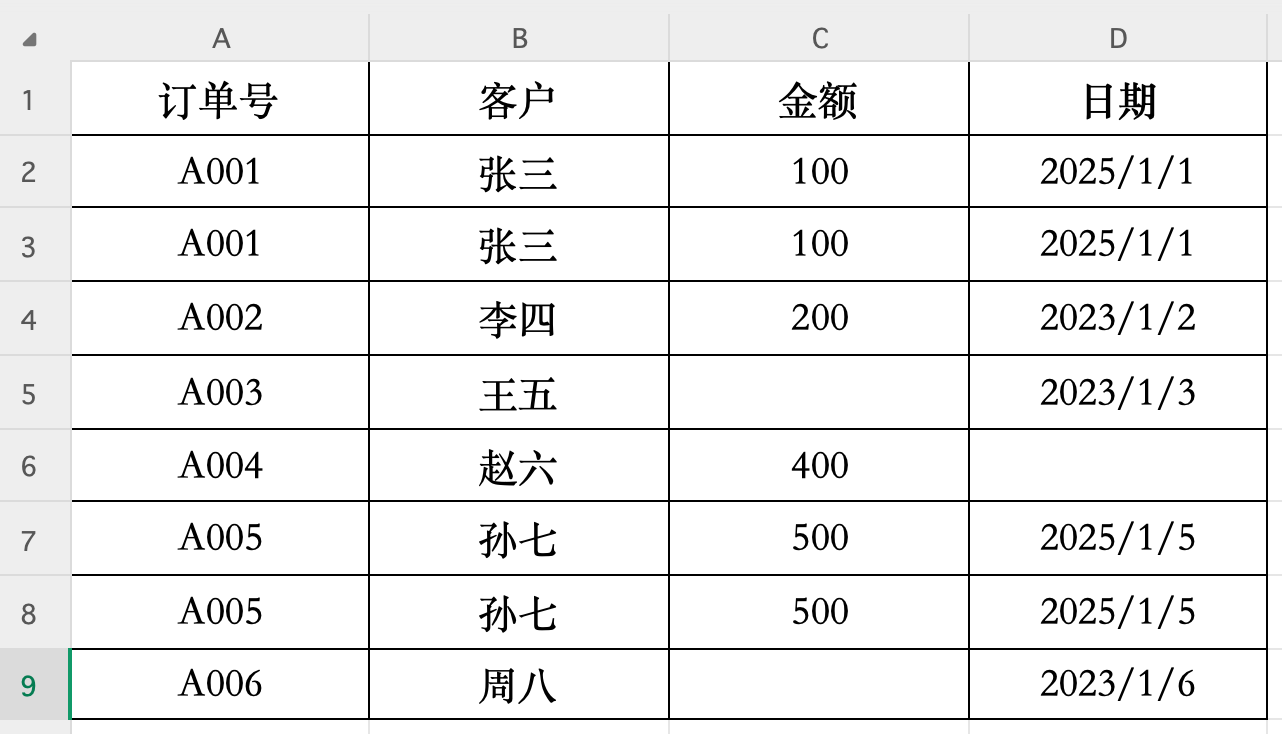 A B C D
1 订单号 客户 金额 日期
2 A001 张三 100 2025/1/1
3 A001 张三 100 2025/1/1
4 A002 李四 200 2023/1/2
5 A003 王五 2023/1/3
6 A004 赵六 400
7 A005 孙七 500 2025/1/5
8 A005 孙七 500 2025/1/5
9 A006 周八 2023/1/6